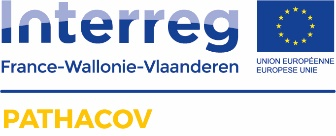 Interreg
France-Wallonie-Vlaanderen
UNION EUROPÉENNE
EUROPESE UNIE
PATHACOV